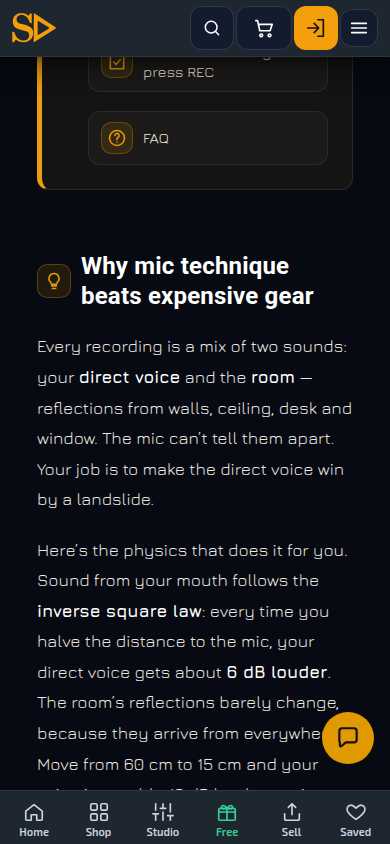 S
press REC
FAQ
Why mic technique
beats expensive gear
Every recording is a mix of two sounds:
your direct voice and the room —
reflections from walls, ceiling, desk and
window. The mic can't tell them apart.
Your job is to make the direct voice win
by a landslide.
Here's the physics that does it for you.
Sound from your mouth follows the
inverse square law: every time you
halve the distance to the mic, your
direct voice gets about 6 dB louder.
The room's reflections barely change,
because they arrive from
Move from 60 cm to 15 cm and your
Home
Shop
Studio
Free
Sell
Saved